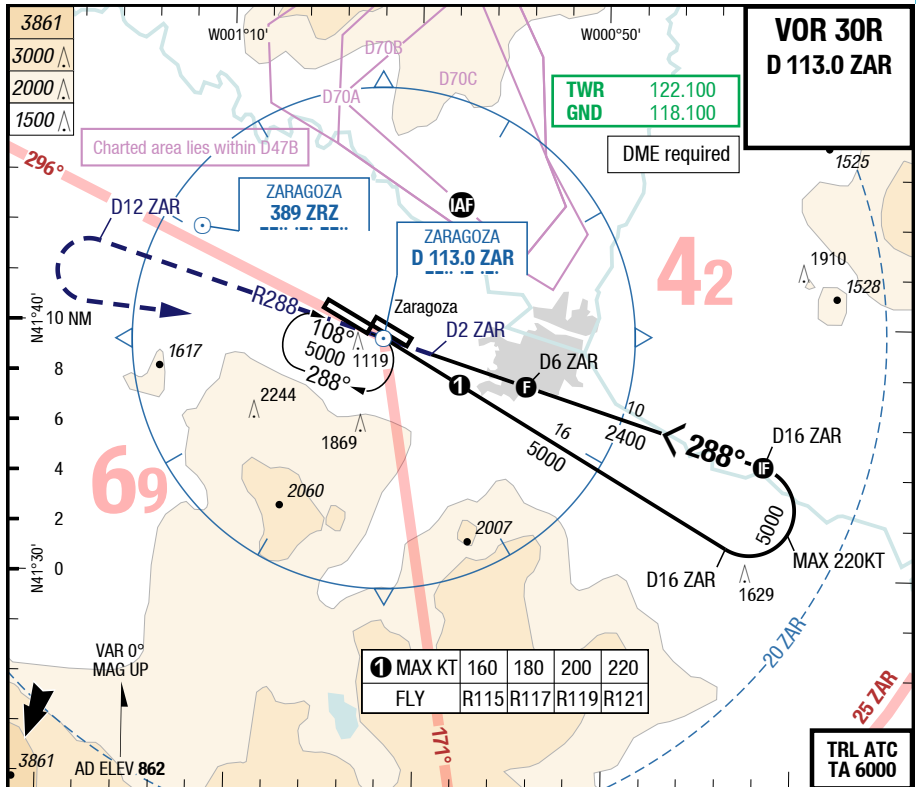 3861
3000
2000
1500
W001°10'
W000°50'
VOR 30R
D 113.0 ZAR
D70B
D70C
D70A
TWR 122.100
GND 118.100
DME required
Charted area lies within D47B
1525
296°
D12 ZAR
ZARAGOZA
389 ZRZ
IAF
ZARAGOZA
D 113.0 ZAR
42
1910
1528
R288
Zaragoza
N41°40'
10 NM
108°
5000
288°
1119
D2 ZAR
1617
8
1
F
D6 ZAR
2244
6
1869
10
2400
16
5000
288°
D16 ZAR
IF
4
69
2060
2
2007
5000
MAX 220KT
N41°30'
0
D16 ZAR
1629
20 ZAR
VAR 0°
MAG UP
1 MAX KT 160 180 200 220
FLY R115 R117 R119 R121
25 ZAR
171°
3861
AD ELEV 862
TRL ATC
TA 6000